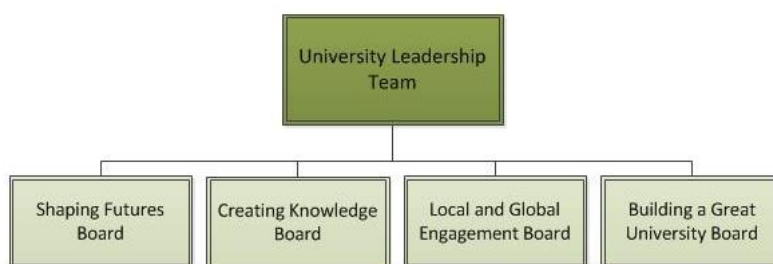 University Leadership
Team
Shaping Futures
Board
Creating Knowledge
Board
Local and Global
Engagement Board
Building a Great
University Board